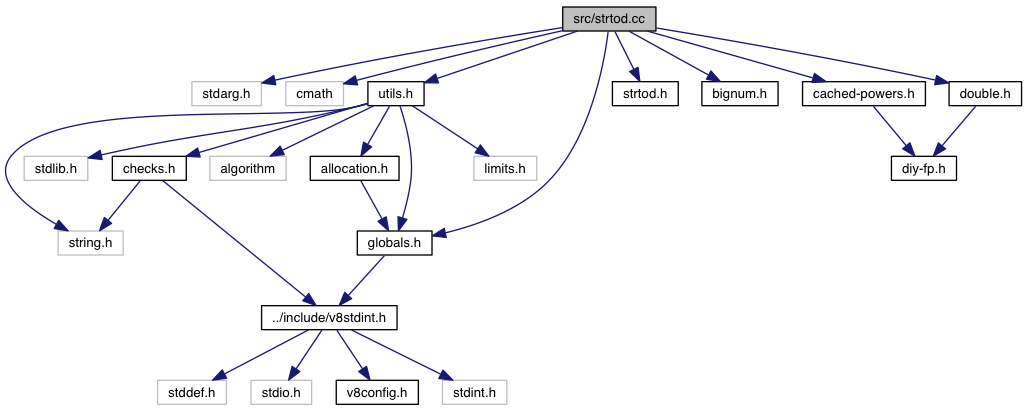 src/strtod.cc
stdarg.h
cmath
utils.h
strtod.h
bignum.h
cached-powers.h
double.h
stdlib.h
checks.h
algorithm
allocation.h
limits.h
diy-fp.h
string.h
globals.h
../include/v8stdint.h
stddef.h
stdio.h
v8config.h
stdint.h